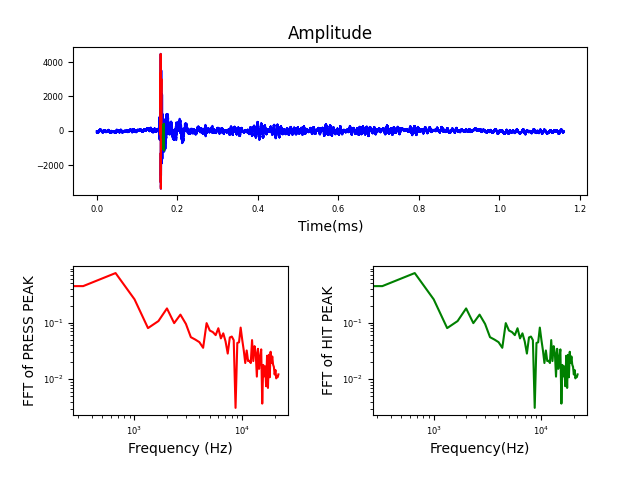 Amplitude
4000
2000
0
−2000
0.0 0.2 0.4 0.6 0.8 1.0 1.2
Time(ms)
FFT of PRESS PEAK
10⁻¹
10⁻²
10³ 10⁴
Frequency (Hz)
FFT of HIT PEAK
10⁻¹
10⁻²
10³ 10⁴
Frequency(Hz)